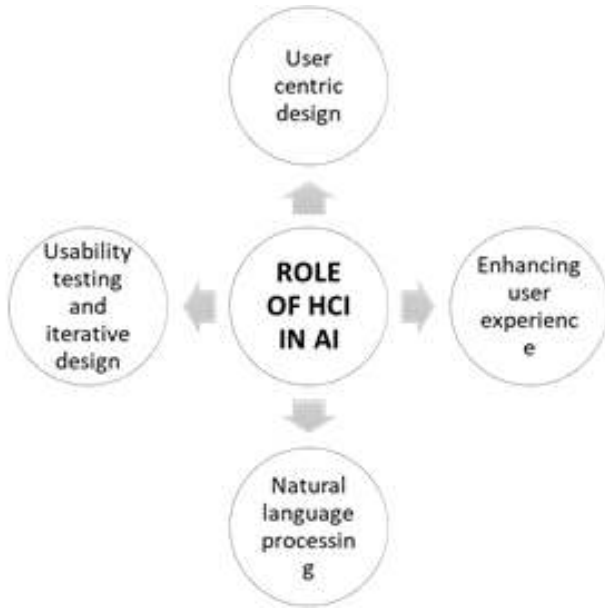 User
centric
design
Usability
testing
and
iterative
design
ROLE
OF HCI
IN AI
Enhancing
user
experienc
e
Natural
language
processin
g